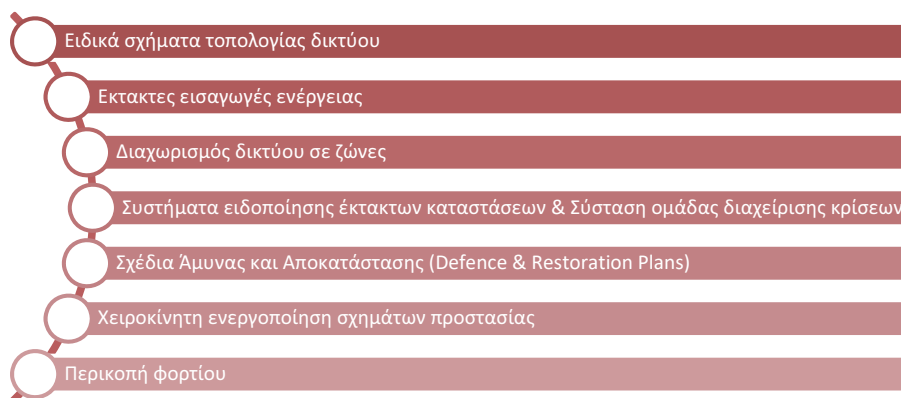 Ειδικά σχήματα τοπολογίας δικτύου
Εκτακτες εισαγωγές ενέργειας
Διαχωρισμός δικτύου σε ζώνες
Συστήματα ειδοποίησης έκτακτων καταστάσεων & Σύσταση ομάδας διαχείρισης κρίσεων
Σχέδια Άμυνας και Αποκατάστασης (Defence & Restoration Plans)
Χειροκίνητη ενεργοποίηση σχημάτων προστασίας
Περικοπή φορτίου